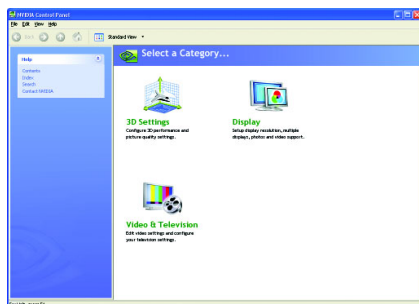 NVIDIA Control Panel
File Edit View Help
Standard View
Select a Category...
Help
Contents
Index
Search
Contact NVIDIA
3D Settings
Configure 3D performance and
picture quality settings.
Display
Setup display resolution, multiple
displays, photos and video support.
Video & Television
Edit video settings and configure
your television settings.